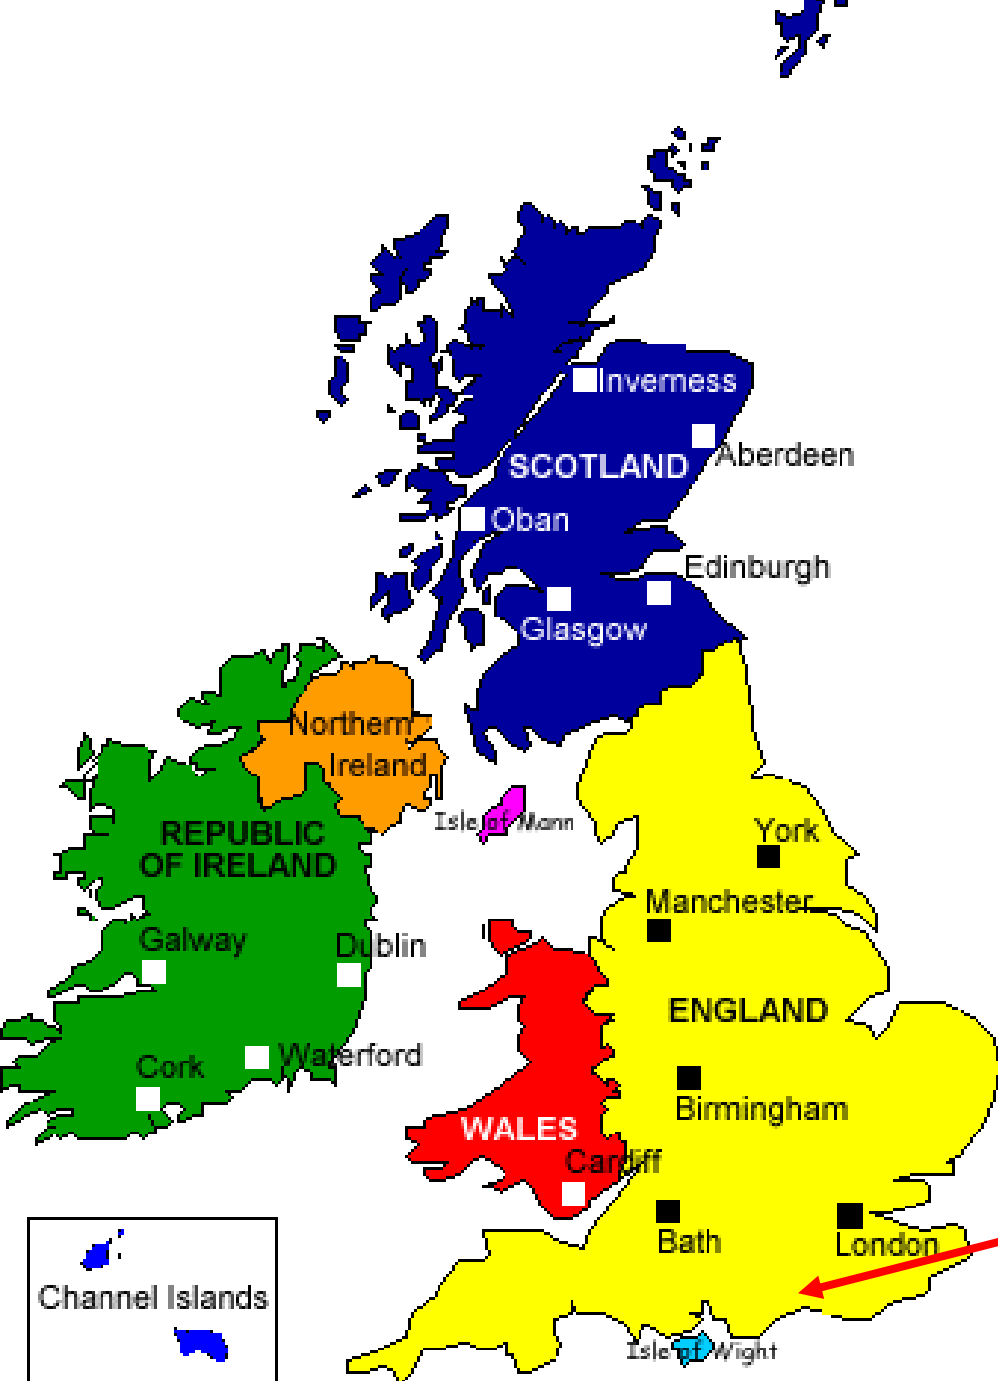 Inverness
SCOTLAND
Aberdeen
Oban
Edinburgh
Glasgow
Northern
Ireland
Isle of Mann
REPUBLIC
OF IRELAND
York
Manchester
Galway
Dublin
ENGLAND
Waterford
Cork
Birmingham
WALES
Cardiff
Bath
London
Channel Islands
Isle of Wight